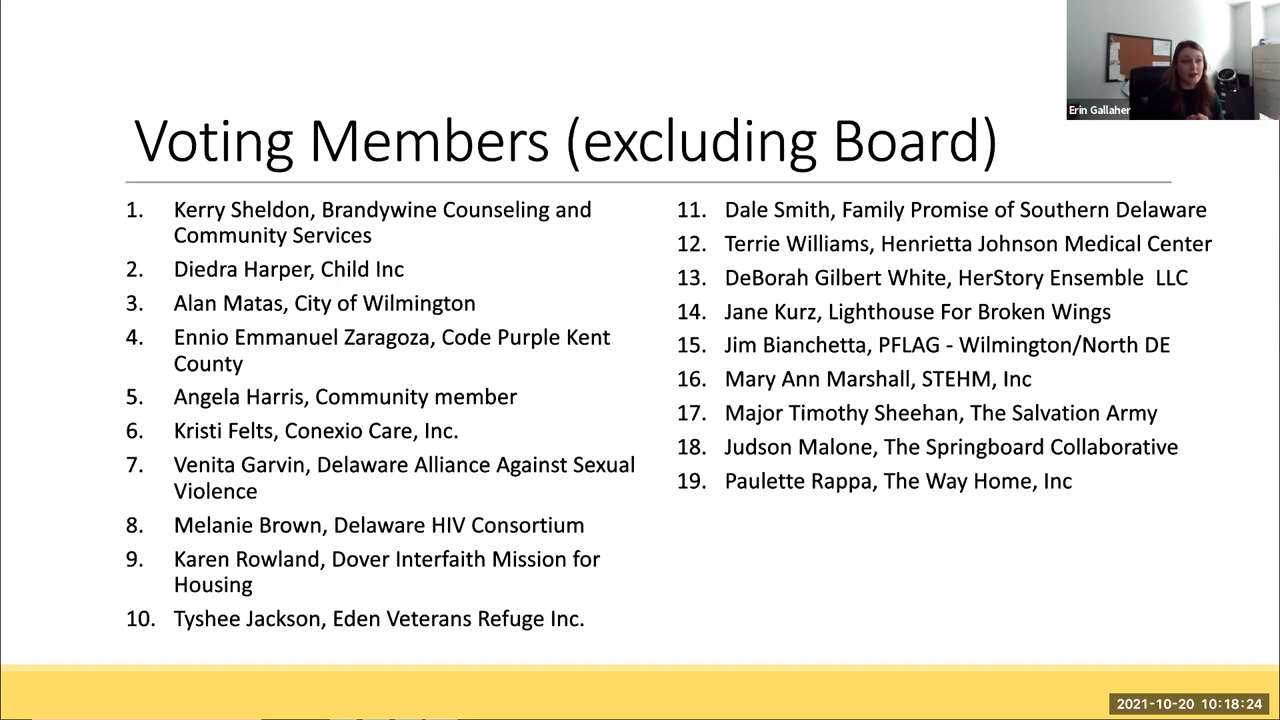 Erin Gallaher
Voting Members (excluding Board)
1. Kerry Sheldon, Brandywine Counseling and
Community Services
2. Diedra Harper, Child Inc
3. Alan Matas, City of Wilmington
4. Ennio Emmanuel Zaragoza, Code Purple Kent
County
5. Angela Harris, Community member
6. Kristi Felts, Conexio Care, Inc.
7. Venita Garvin, Delaware Alliance Against Sexual
Violence
8. Melanie Brown, Delaware HIV Consortium
9. Karen Rowland, Dover Interfaith Mission for
Housing
10. Tyshee Jackson, Eden Veterans Refuge Inc.
11. Dale Smith, Family Promise of Southern Delaware
12. Terrie Williams, Henrietta Johnson Medical Center
13. DeBorah Gilbert White, HerStory Ensemble LLC
14. Jane Kurz, Lighthouse For Broken Wings
15. Jim Bianchetta, PFLAG - Wilmington/North DE
16. Mary Ann Marshall, STEHM, Inc
17. Major Timothy Sheehan, The Salvation Army
18. Judson Malone, The Springboard Collaborative
19. Paulette Rappa, The Way Home, Inc
2021-10-20 10:18:24